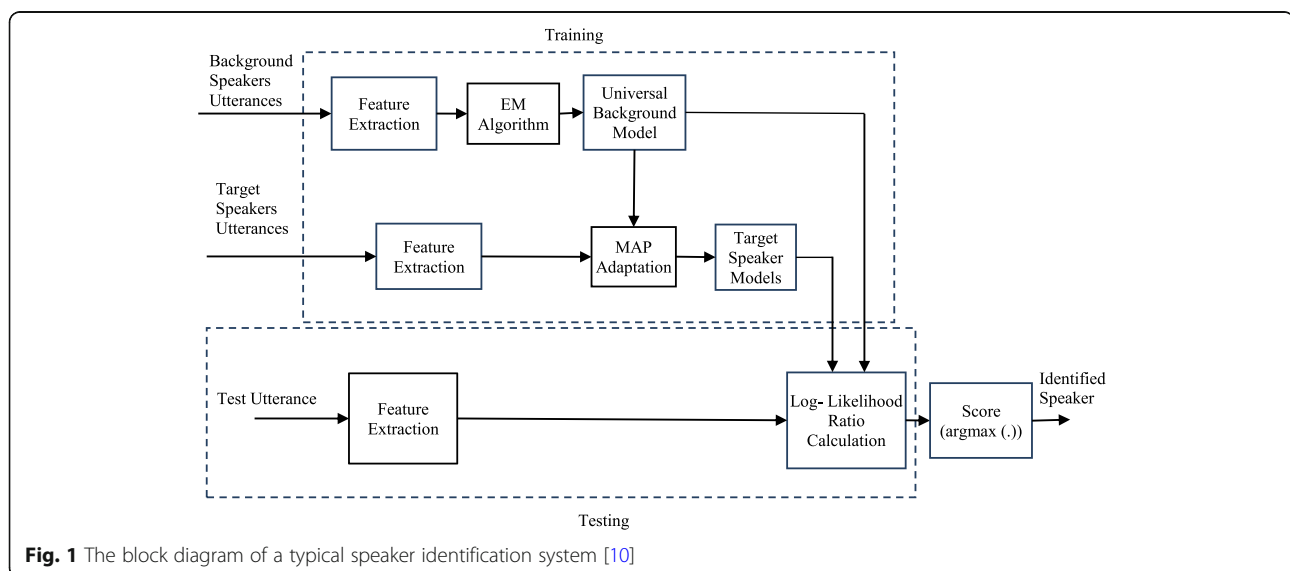 Training
Background
Speakers
Utterances
Feature
Extraction
EM
Algorithm
Universal
Background
Model
Target
Speakers
Utterances
Feature
Extraction
MAP
Adaptation
Target
Speaker
Models
Test Utterance
Feature
Extraction
Log- Likelihood
Ratio
Calculation
Score
(argmax (.))
Identified
Speaker
Testing
Fig. 1 The block diagram of a typical speaker identification system [10]